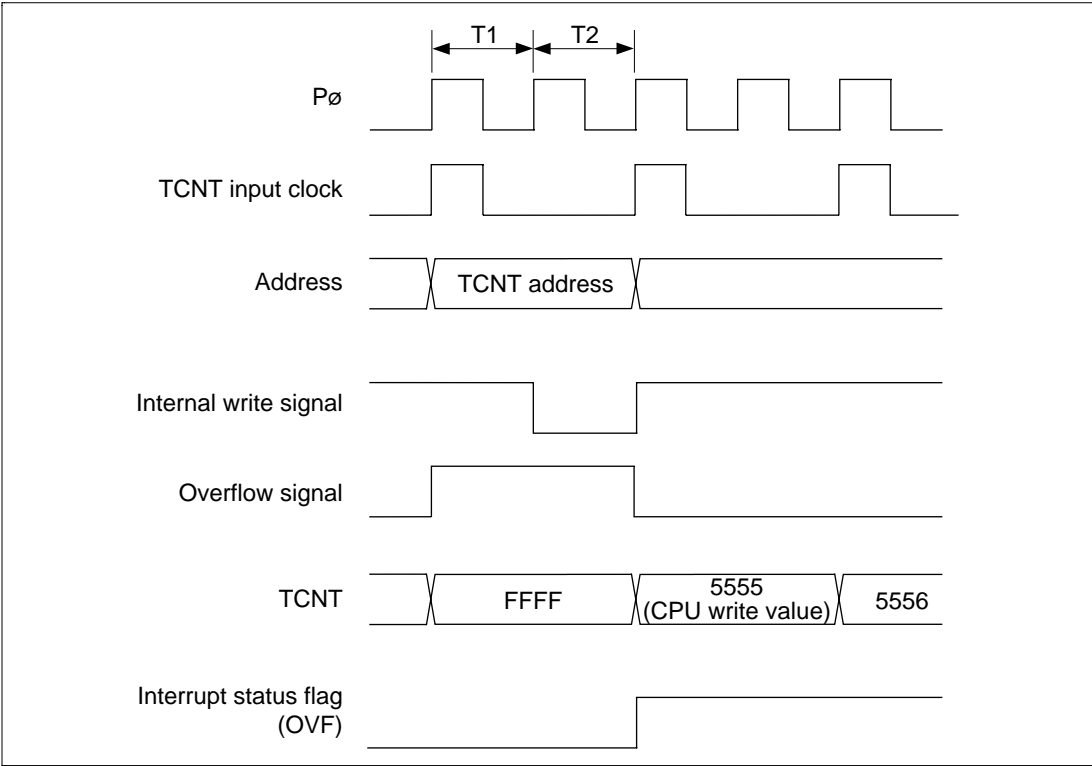 T1 T2
Pø
TCNT input clock
Address
TCNT address
Internal write signal
Overflow signal
TCNT
FFFF
5555
(CPU write value)
5556
Interrupt status flag
(OVF)